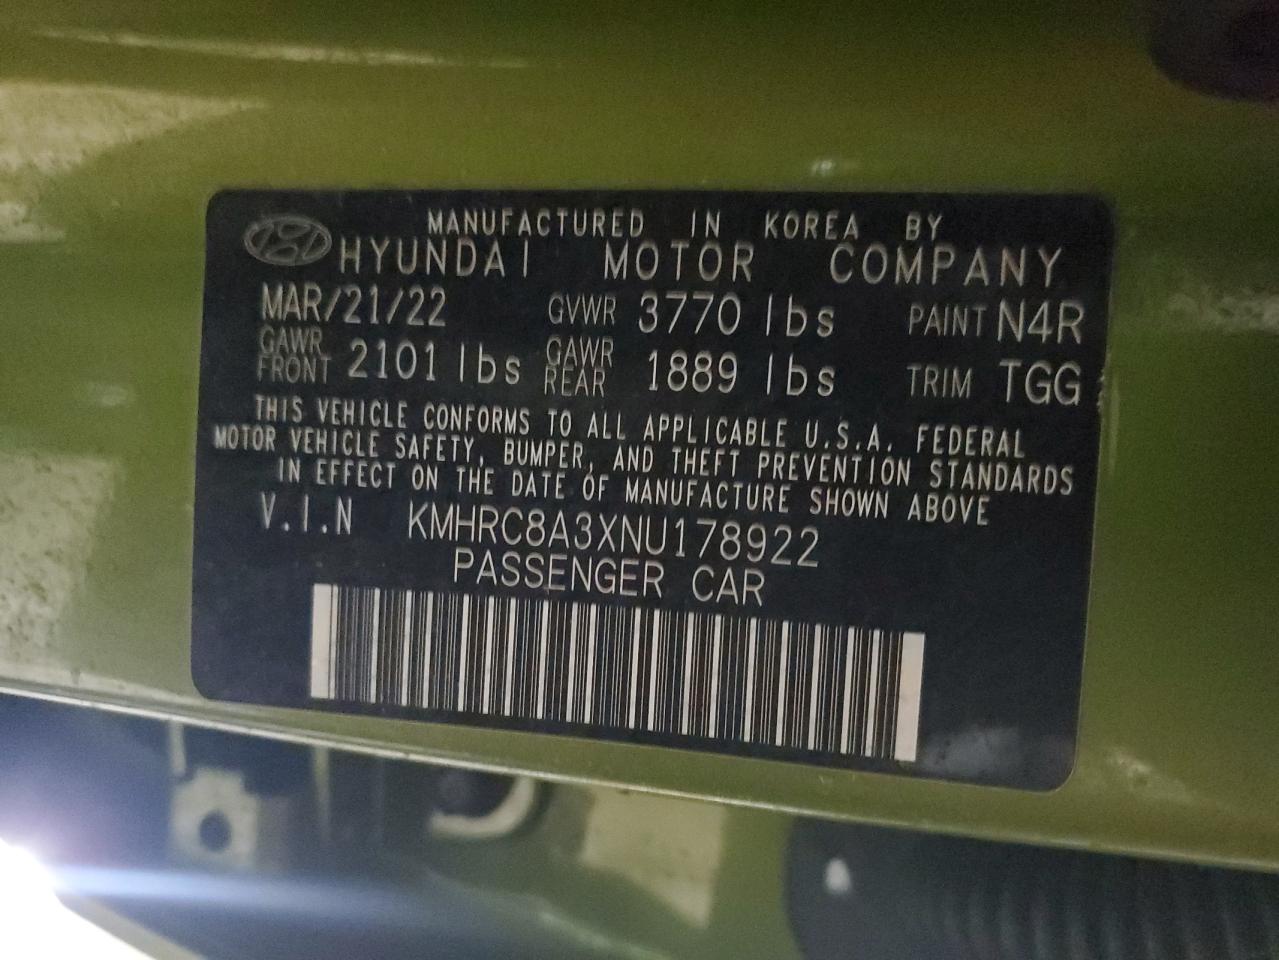 MANUFACTURED IN KOREA BY
HYUNDAI MOTOR COMPANY
MAR/21/22 GVWR 3770 lbs PAINT N4R
GAWR FRONT 2101 lbs GAWR REAR 1889 lbs TRIM TGG
THIS VEHICLE CONFORMS TO ALL APPLICABLE U.S.A. FEDERAL
MOTOR VEHICLE SAFETY, BUMPER, AND THEFT PREVENTION STANDARDS
IN EFFECT ON THE DATE OF MANUFACTURE SHOWN ABOVE
V.I.N KMHRC8A3XNU178922
PASSENGER CAR